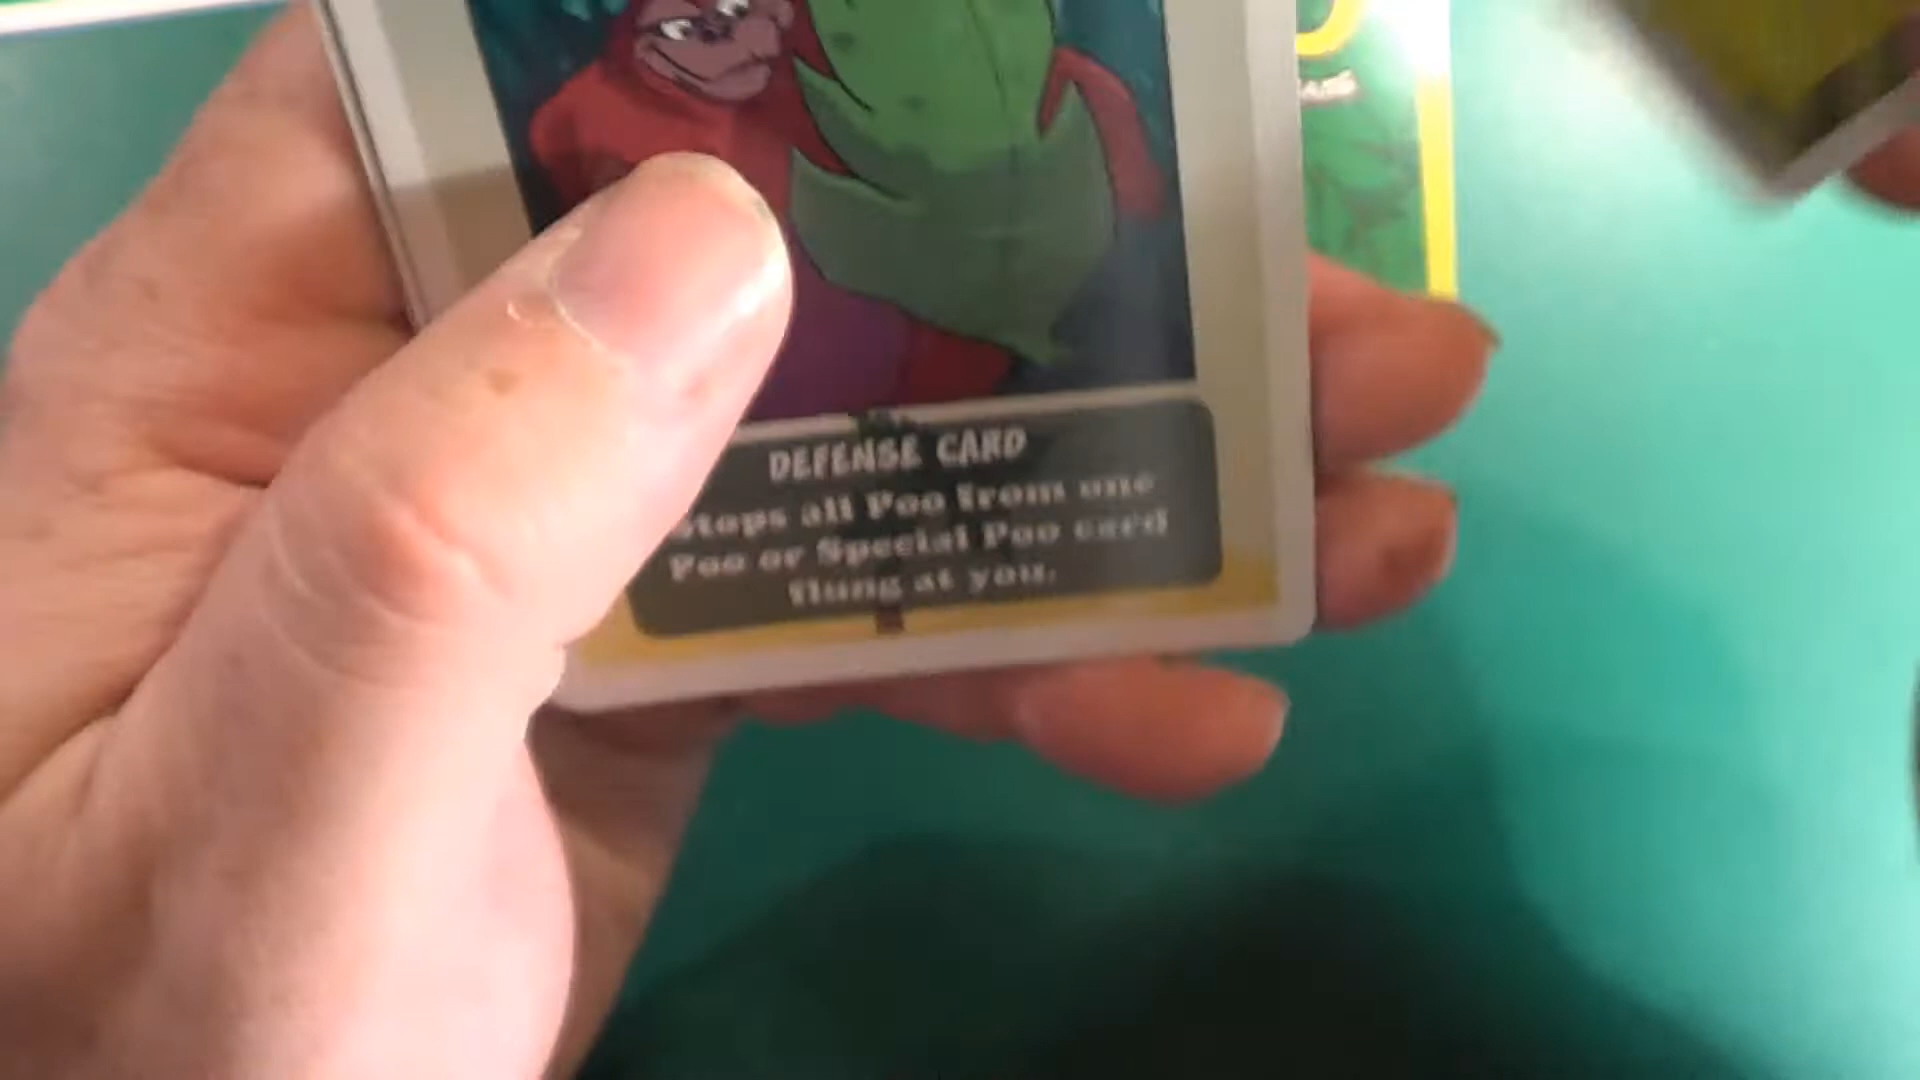 DEFENSE CARD
Stops all Poo from one
Poo or Special Poo card
flung at you.